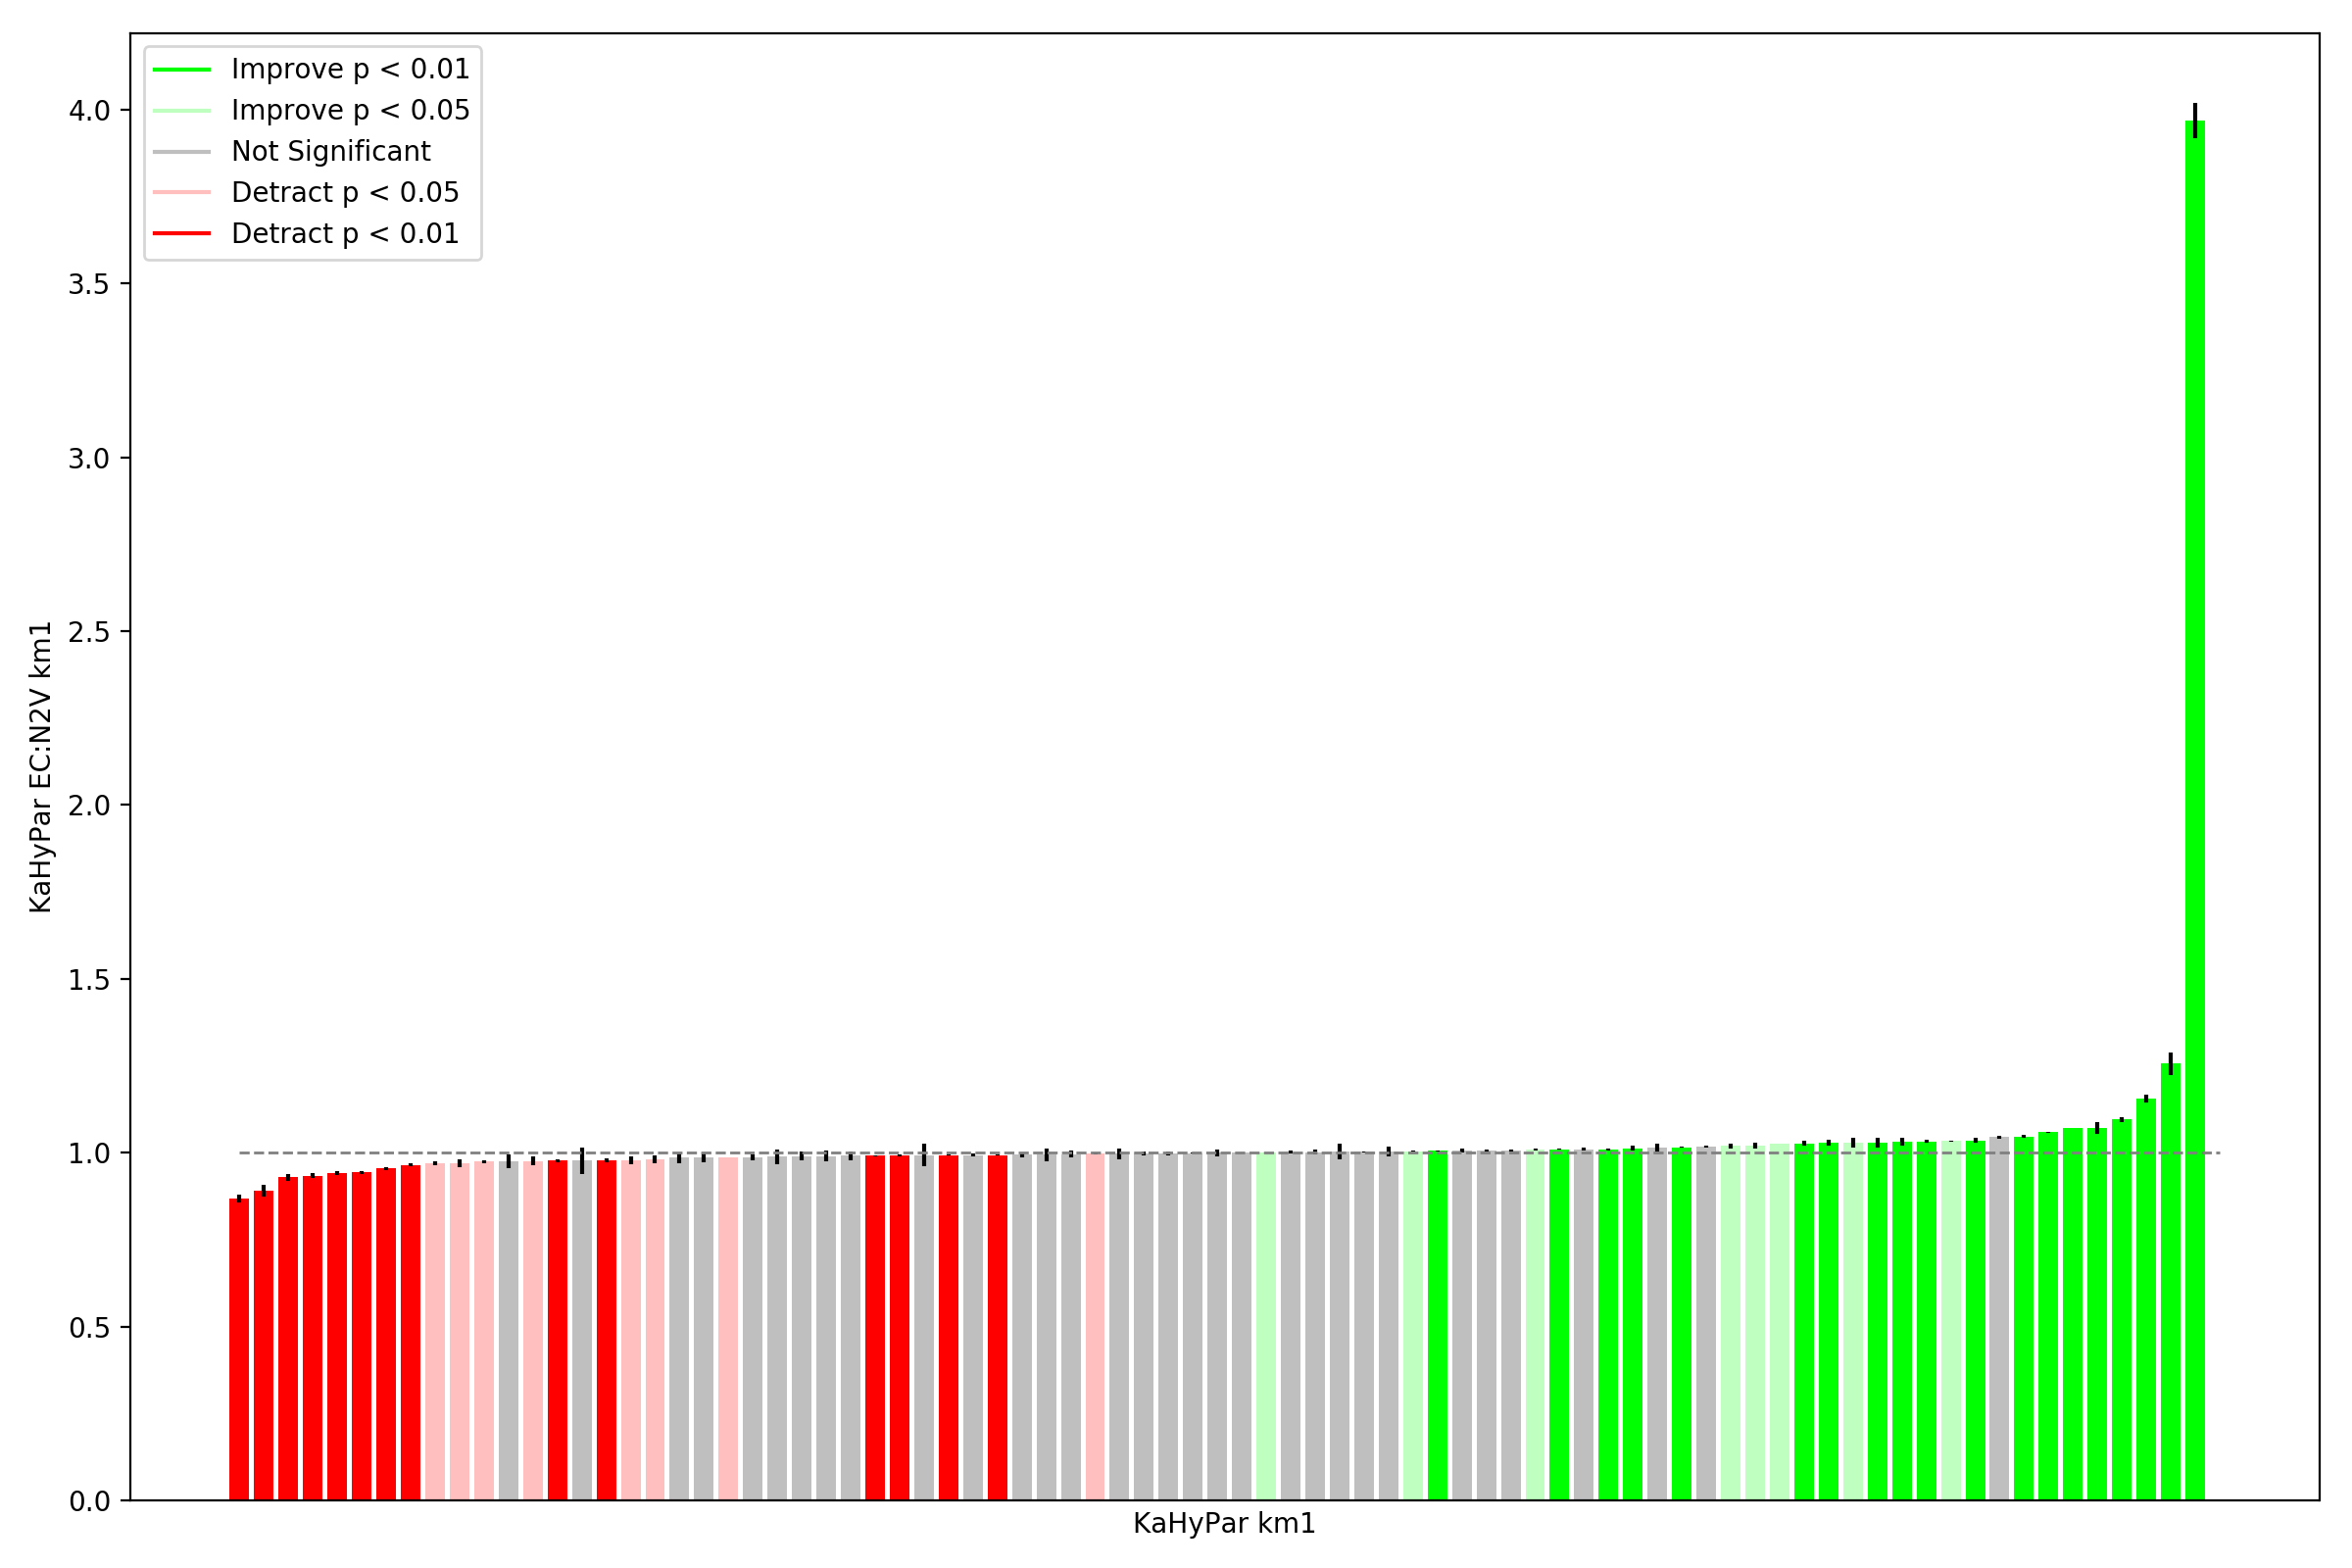 Improve p < 0.01
Improve p < 0.05
Not Significant
Detract p < 0.05
Detract p < 0.01
4.0
3.5
3.0
2.5
2.0
1.5
1.0
0.5
0.0
KaHyPar EC:N2V km1
KaHyPar km1